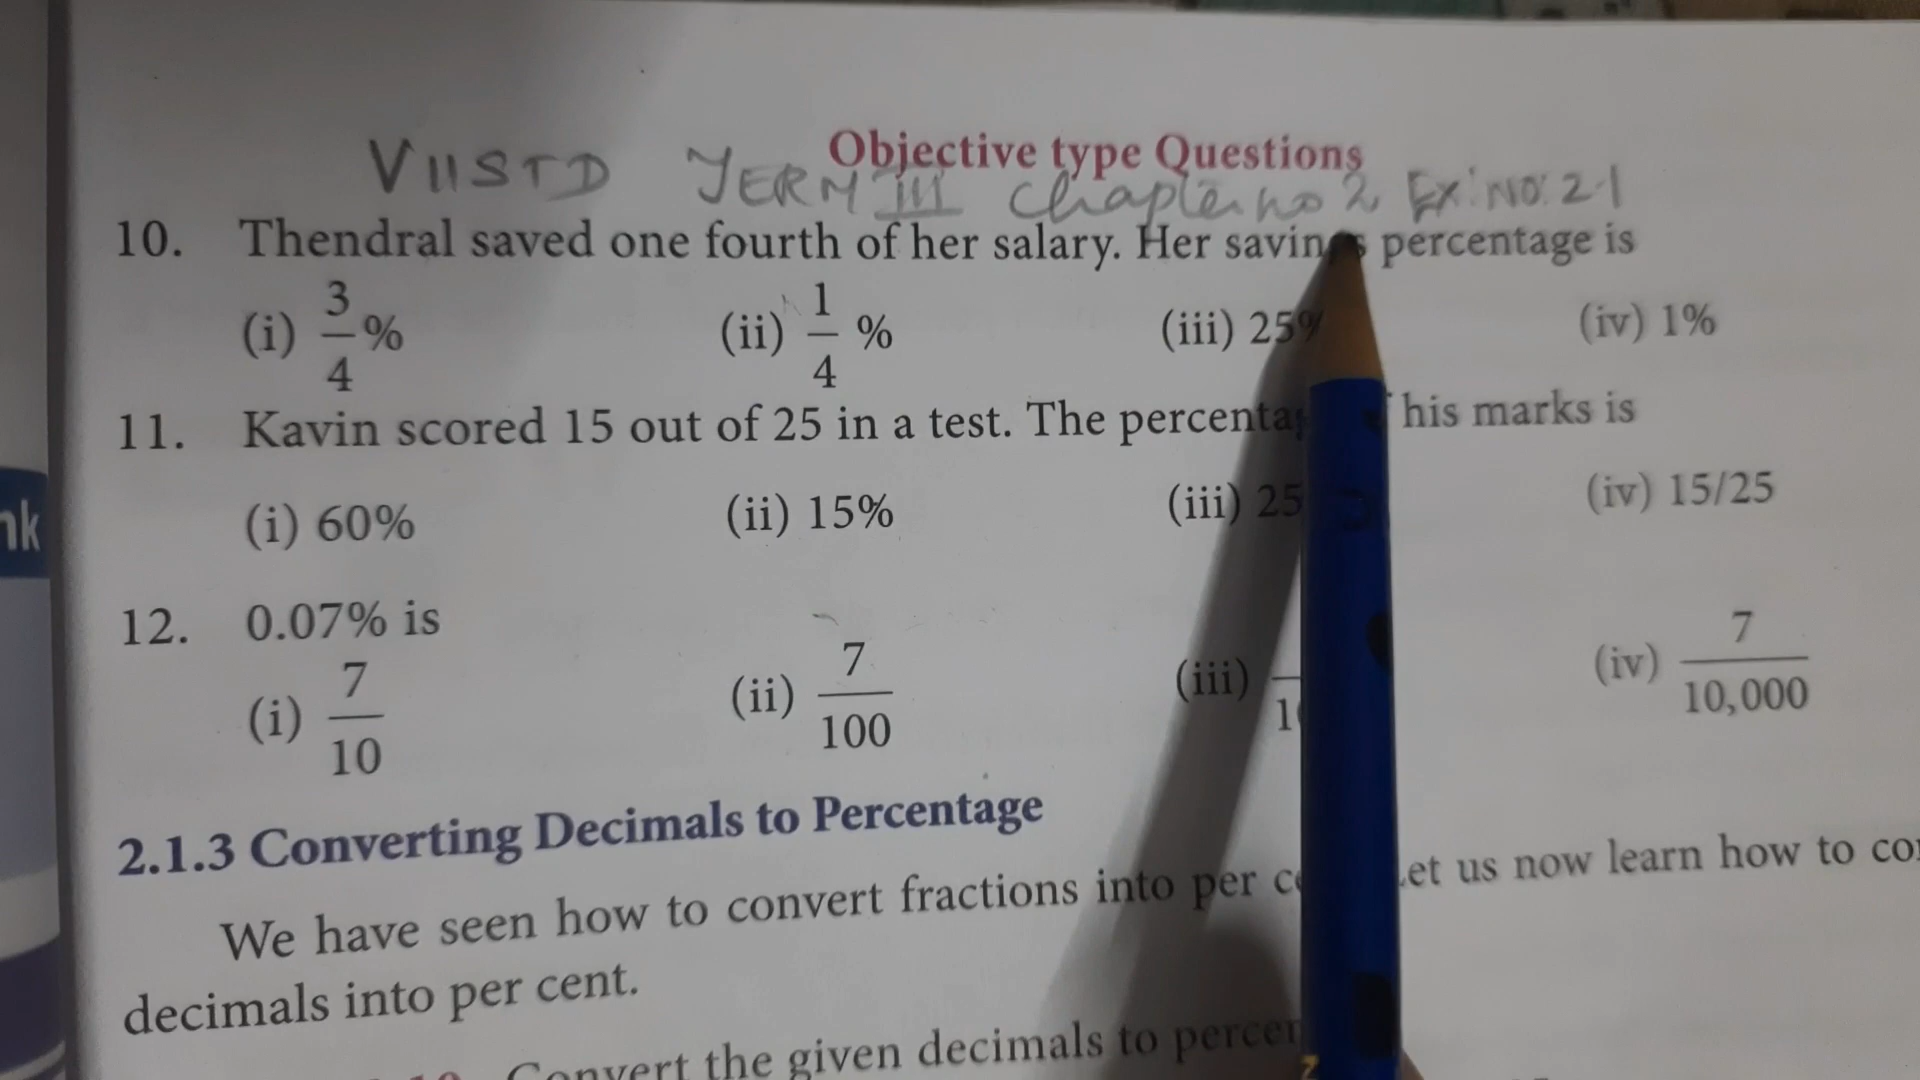 Objective type Questions
VIISTD TERM III Chapter no 2 Ex: NO: 2.1
10. Thendral saved one fourth of her salary. Her savings percentage is
(i) 3/4 % (ii) 1/4 % (iii) 25% (iv) 1%
11. Kavin scored 15 out of 25 in a test. The percentage his marks is
(i) 60% (ii) 15% (iii) 25 (iv) 15/25
12. 0.07% is
(i) 7/10 (ii) 7/100 (iii) (iv) 7/10,000
2.1.3 Converting Decimals to Percentage
We have seen how to convert fractions into per Let us now learn how to
decimals into per cent.
Convert the given decimals to
nk